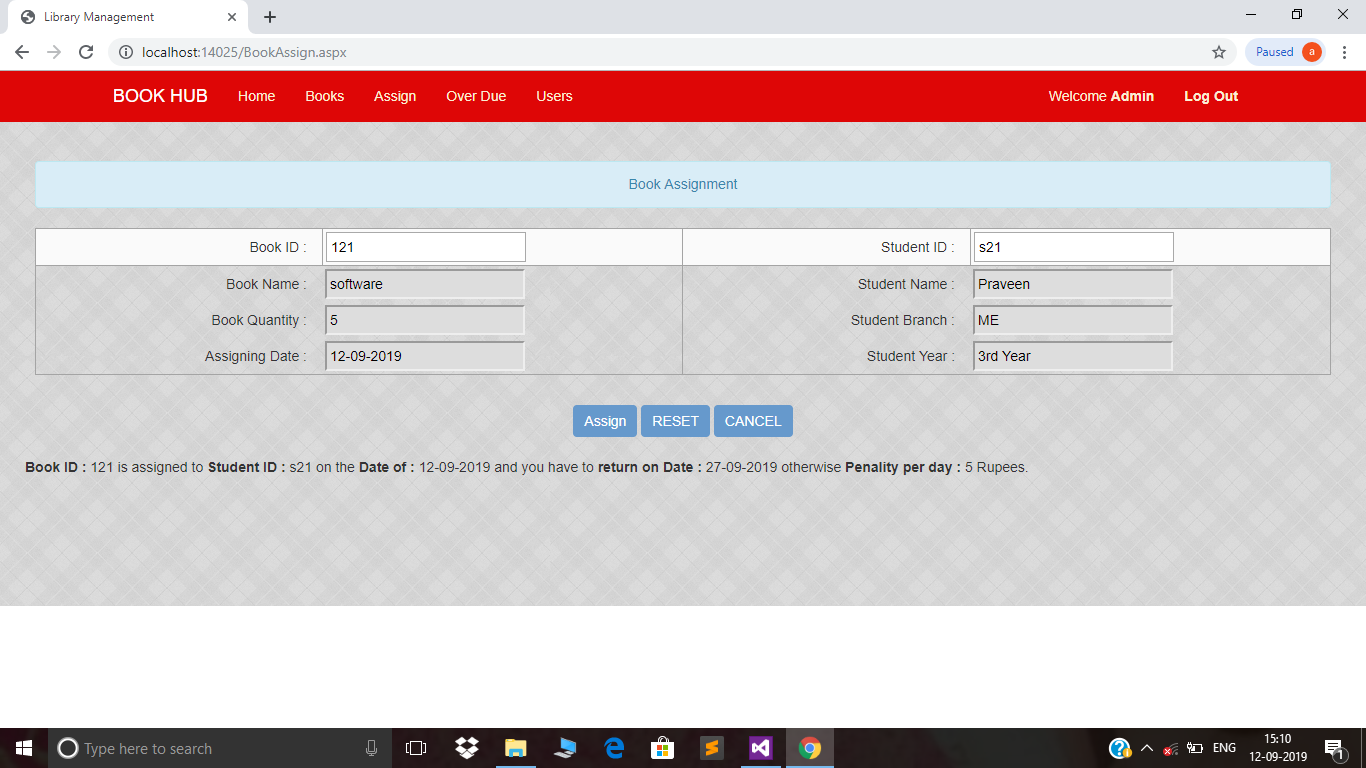 Library Management
localhost:14025/BookAssign.aspx
Paused a
BOOK HUB Home Books Assign Over Due Users Welcome Admin Log Out
Book Assignment
Book ID : 121 Student ID : s21
Book Name : software Student Name : Praveen
Book Quantity : 5 Student Branch : ME
Assigning Date : 12-09-2019 Student Year : 3rd Year
Assign RESET CANCEL
Book ID : 121 is assigned to Student ID : s21 on the Date of : 12-09-2019 and you have to return on Date : 27-09-2019 otherwise Penality per day : 5 Rupees.
Type here to search
ENG
15:10
12-09-2019
1